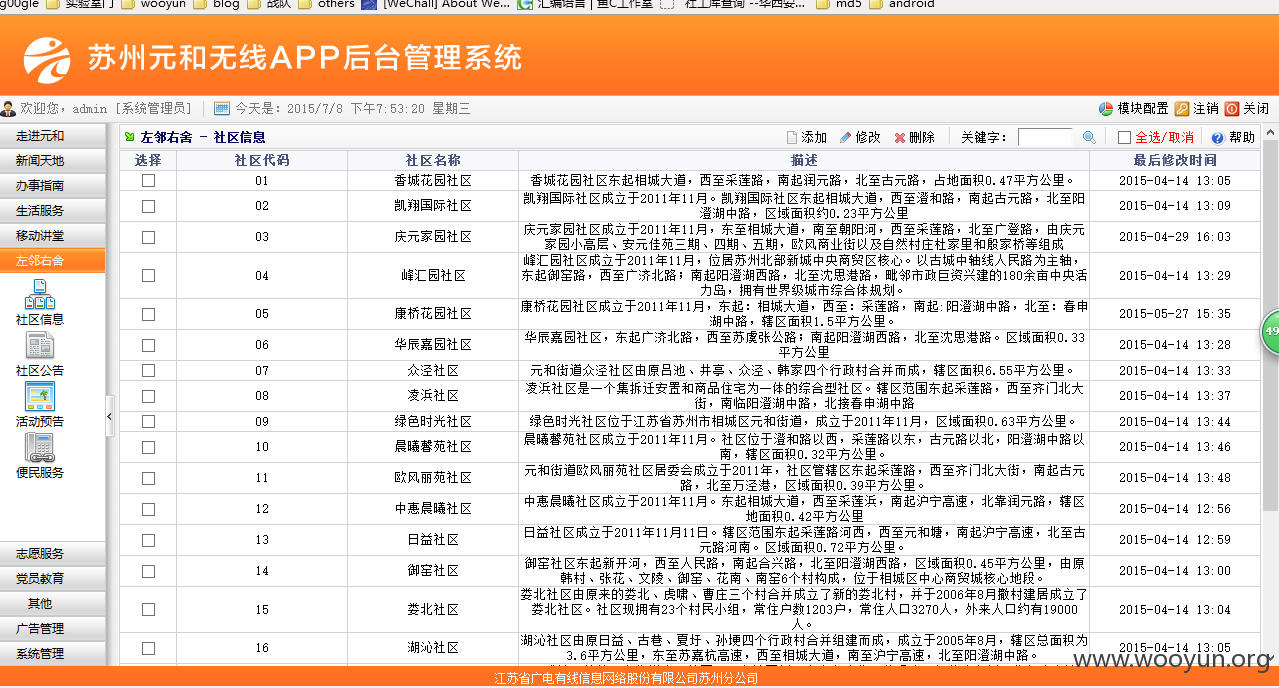 g00gle 实验室门 wooyun blog 战队 others [WeChall] About We... 汇编语言 | 鱼C工作室 社工库查询 --华西安... md5 android
苏州元和无线APP后台管理系统
欢迎您, admin [系统管理员] 今天是: 2015/7/8 下午7:53:20 星期三 模块配置 注销 关闭
走进元和
新闻天地
办事指南
生活服务
移动讲堂
左邻右舍
社区信息
社区公告
活动预告
便民服务
志愿服务
党员教育
其他
广告管理
系统管理
左邻右舍 - 社区信息 添加 修改 删除 关键字: 全选/取消 帮助
选择 社区代码 社区名称 描述 最后修改时间
01 香城花园社区 香城花园社区东起相城大道，西至采莲路，南起润元路，北至古元路，占地面积0.47平方公里。 2015-04-14 13:05
02 凯翔国际社区 凯翔国际社区成立于2011年11月。凯翔国际社区东起相城大道，西至澄和路，南起古元路，北至阳
澄湖中路，区域面积约0.23平方公里 2015-04-14 13:09
03 庆元家园社区 庆元家园社区成立于2011年11月，东至相城大道，南至朝阳河，西至采莲路，北至广登路，由庆元
家园小高层、安元佳苑三期、四期、五期，欧风商业街以及自然村庄杜家里和殷家桥等组成 2015-04-29 16:03
04 峰汇园社区 峰汇园社区成立于2011年11月，位居苏州北部新城中央商贸区核心。以古城中轴线人民路为主轴，
东起御窑路，西至广济北路；南起阳澄湖西路，北至沈思港路，毗邻市政巨资兴建的180余亩中央活
力岛，拥有世界级城市综合体规划。 2015-04-14 13:29
05 康桥花园社区 康桥花园社区成立于2011年11月，东起：相城大道，西至：采莲路，南起:阳澄湖中路，北至：春申
湖中路，辖区面积1.5平方公里。 2015-05-27 15:35
06 华辰嘉园社区 华辰嘉园社区，东起广济北路，西至苏虞张公路；南起阳澄湖西路，北至沈思港路。区域面积0.33
平方公里 2015-04-14 13:28
07 众泾社区 元和街道众泾社区由原吕池、井亭、众泾、韩家四个行政村合并而成，辖区面积6.55平方公里。 2015-04-14 13:33
08 凌浜社区 凌浜社区是一个集拆迁安置和商品住宅为一体的综合型社区。辖区范围东起采莲路，西至齐门北大
街，南临阳澄湖中路，北接春申湖中路 2015-04-14 13:37
09 绿色时光社区 绿色时光社区位于江苏省苏州市相城区元和街道，成立于2011年11月，区域面积0.63平方公里。 2015-04-14 13:44
10 晨曦馨苑社区 晨曦馨苑社区成立于2011年11月。社区位于澄和路以西，采莲路以东，古元路以北，阳澄湖中路以
南，辖区面积0.32平方公里。 2015-04-14 13:46
11 欧风丽苑社区 元和街道欧风丽苑社区居委会成立于2011年，社区管辖区东起采莲路，西至齐门北大街，南起古元
路，北至万泾港，区域面积0.39平方公里。 2015-04-14 13:48
12 中惠晨曦社区 中惠晨曦社区成立于2011年11月。东起相城大道，西至采莲浜，南起沪宁高速，北靠润元路，辖区
地面积0.42平方公里 2015-04-14 12:56
13 日益社区 日益社区成立于2011年11月11日。辖区范围东起采莲路河西，西至元和塘，南起沪宁高速，北至古
元路河南。区域面积0.72平方公里。 2015-04-14 12:59
14 御窑社区 御窑社区东起新开河，西至人民路，南起合兴路，北至阳澄湖西路，区域面积0.45平方公里，由原
韩村、张花、文陵、御窑、花南、南窑6个村构成，位于相城区中心商贸城核心地段。 2015-04-14 13:00
15 娄北社区 娄北社区由原来的娄北、虎啸、曹庄三个村合并成立了新的娄北村，并于2006年8月撤村建居成立了
娄北社区。社区现拥有23个村民小组，常住户数1203户，常住人口3270人，外来人口约有19000
人。 2015-04-14 13:04
16 湖沁社区 湖沁社区由原日益、古巷、夏圩、孙埂四个行政村合并组建而成，成立于2005年8月，辖区总面积为
3.6平方公里，东至苏嘉杭高速，西至相城大道，南至沪宁高速，北至阳澄湖中路。 2015-04-14 13:05
49
www.wooyun.org
江苏省广电有线信息网络股份有限公司苏州分公司